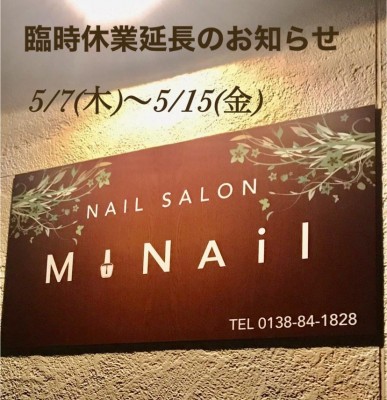 臨時休業延長のお知らせ
5/7(木)〜5/15(金)
NAIL SALON
MiNAil
TEL 0138-84-1828